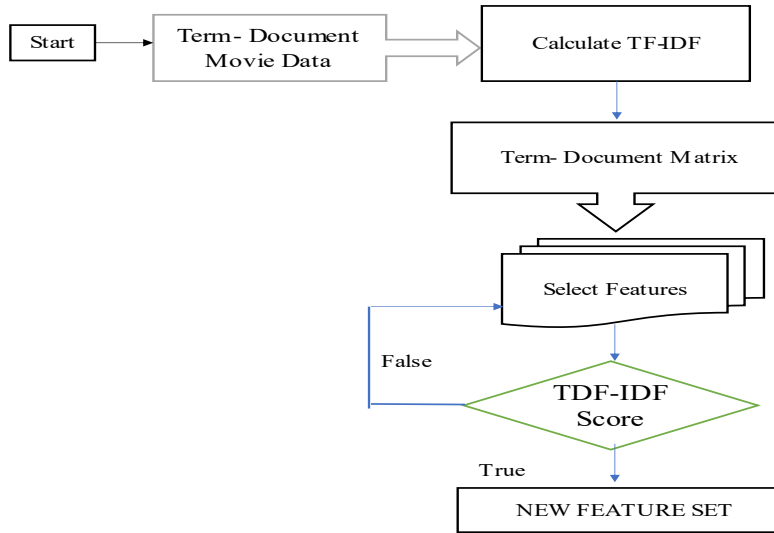 Start
Term- Document
Movie Data
Calculate TF-IDF
Term- Document Matrix
Select Features
False
TDF-IDF
Score
True
NEW FEATURE SET